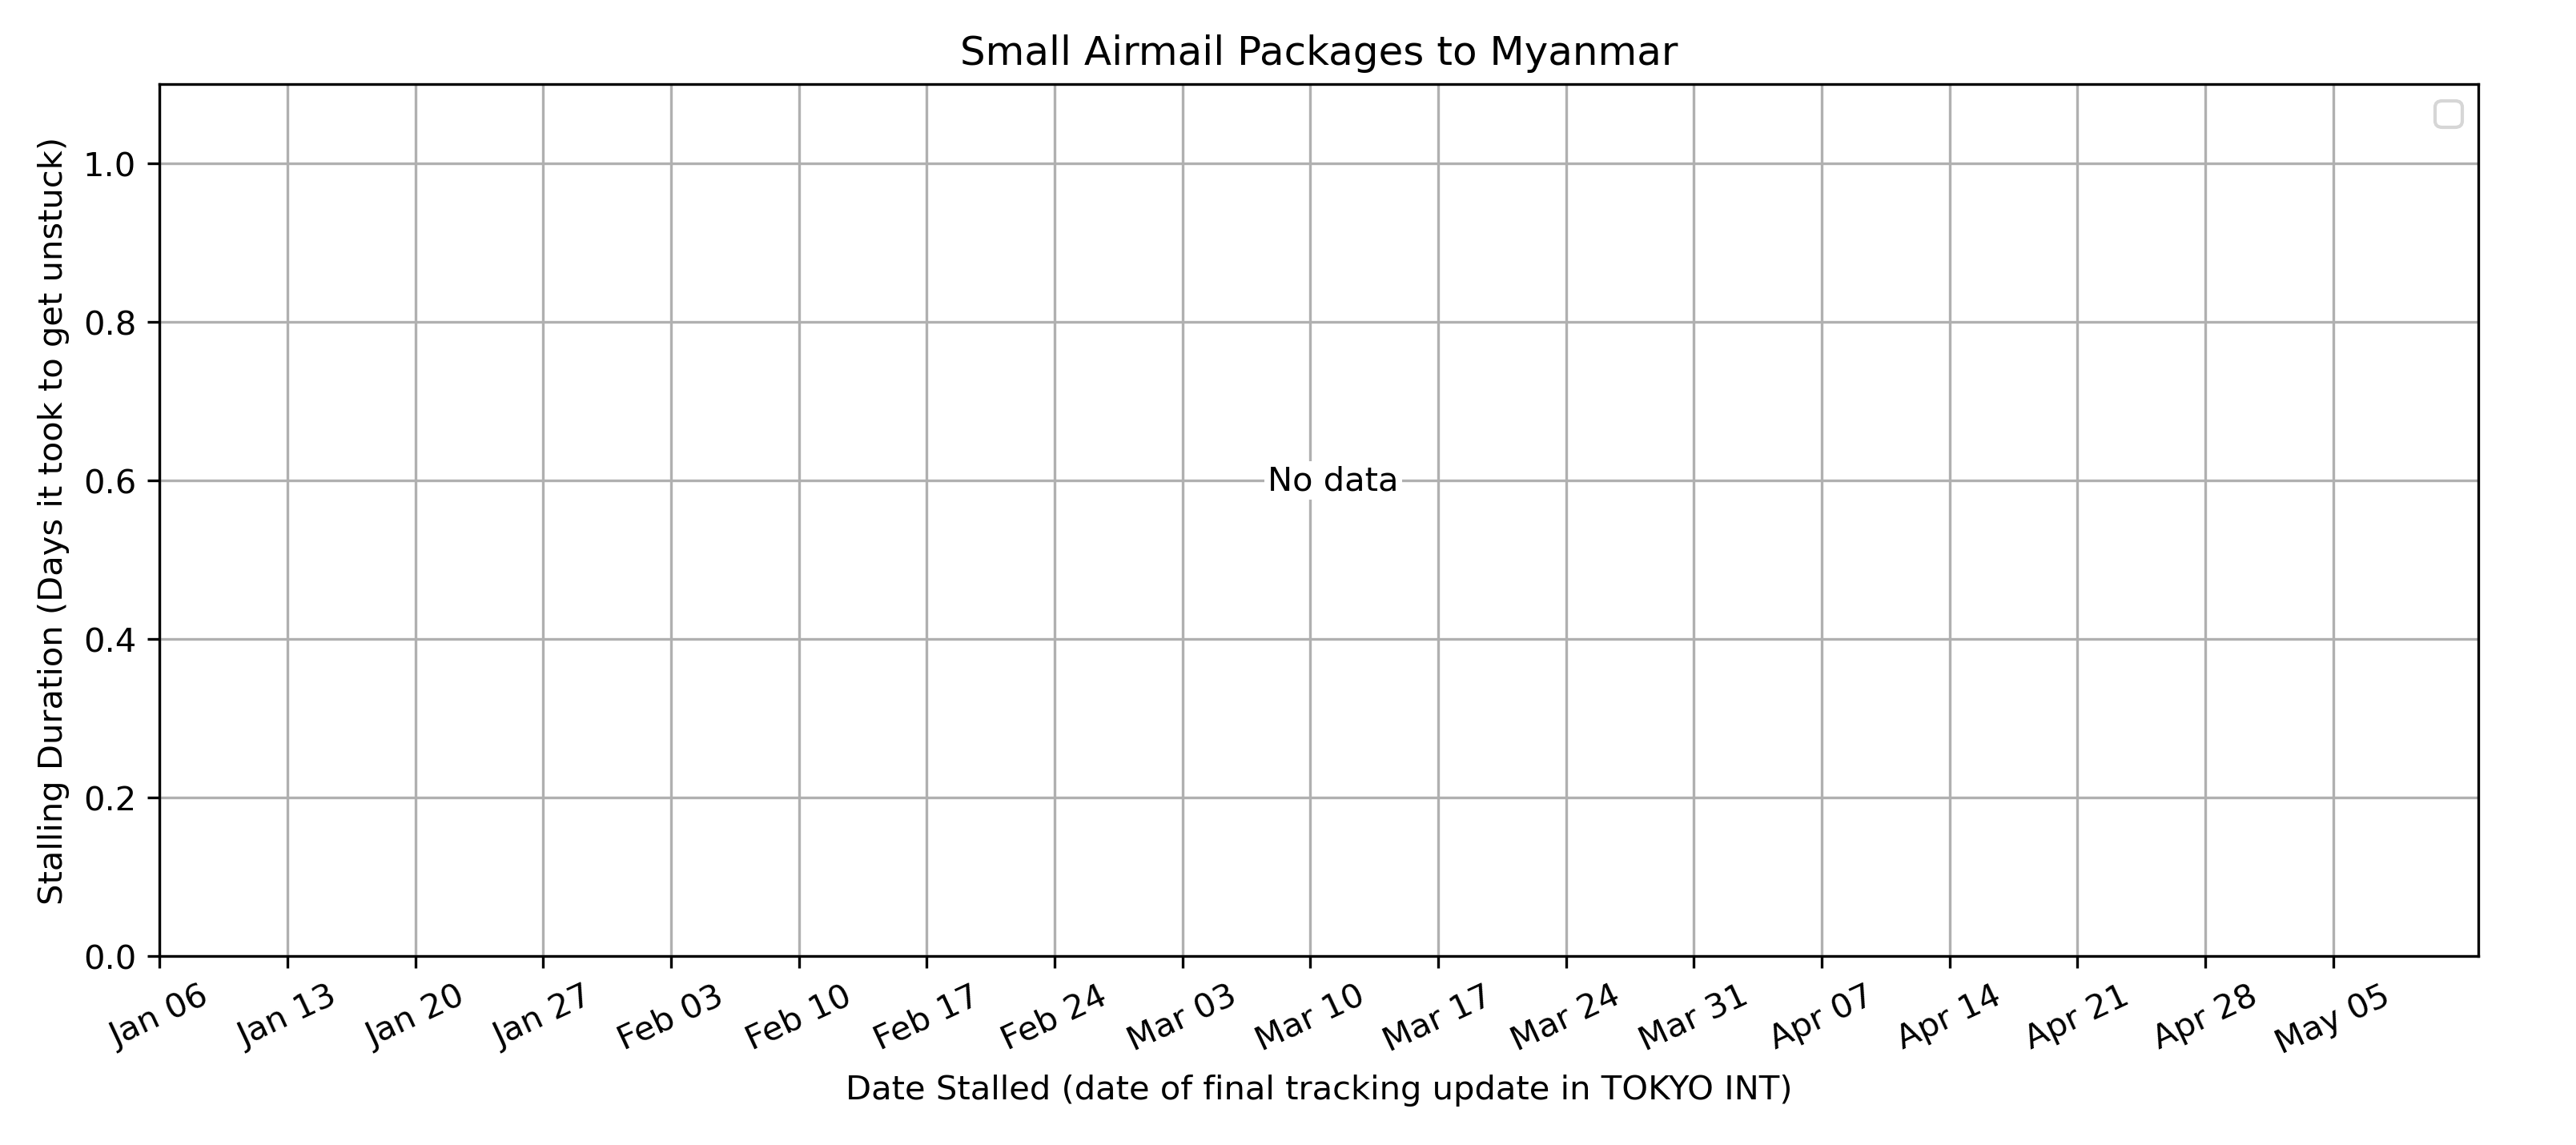 Small Airmail Packages to Myanmar
Stalling Duration (Days it took to get unstuck)
1.0
0.8
0.6
0.4
0.2
0.0
No data
Jan 06
Jan 13
Jan 20
Jan 27
Feb 03
Feb 10
Feb 17
Feb 24
Mar 03
Mar 10
Mar 17
Mar 24
Mar 31
Apr 07
Apr 14
Apr 21
Apr 28
May 05
Date Stalled (date of final tracking update in TOKYO INT)